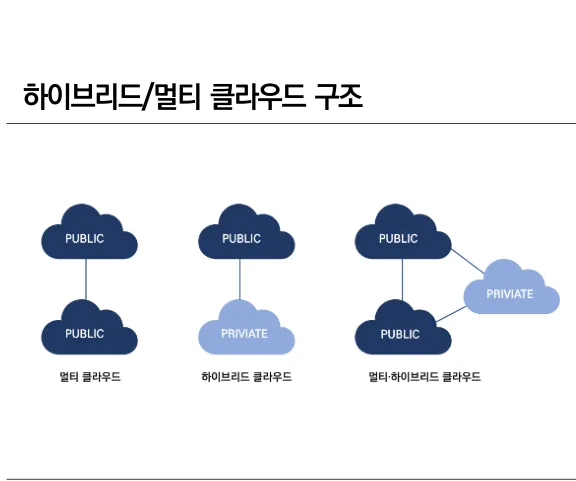 하이브리드/멀티 클라우드 구조
PUBLIC
PUBLIC
멀티 클라우드
PUBLIC
PRIVIATE
하이브리드 클라우드
PUBLIC
PRIVIATE
PUBLIC
멀티·하이브리드 클라우드